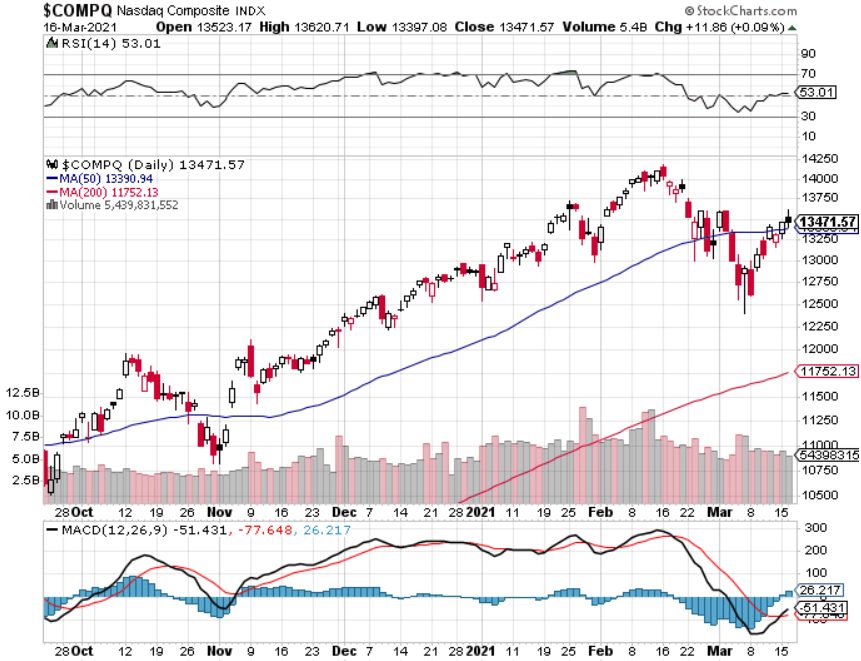 $COMPQ Nasdaq Composite INDX
© StockCharts.com
16-Mar-2021
Open 13523.17 High 13620.71 Low 13397.08 Close 13471.57 Volume 5.4B Chg +11.86 (+0.09%)
RSI(14) 53.01
90
70
53.01
30
10
$COMPQ (Daily) 13471.57
MA(50) 13390.94
MA(200) 11752.13
Volume 5,439,831,552
14250
14000
13750
13471.57
13250
13000
12750
12500
12250
12000
11752.13
11500
11250
11000
10750
10500
12.5B
10.0B
7.5B
5.0B
2.5B
54398315
28 Oct 12 19 26 Nov 9 16 23 Dec 7 14 21 28 2021 11 19 25 Feb 8 16 22 Mar 8 15
MACD(12,26,9) -51.431, -77.648, 26.217
300
200
100
26.217
-51.431
28 Oct 12 19 26 Nov 9 16 23 Dec 7 14 21 28 2021 11 19 25 Feb 8 16 22 Mar 8 15